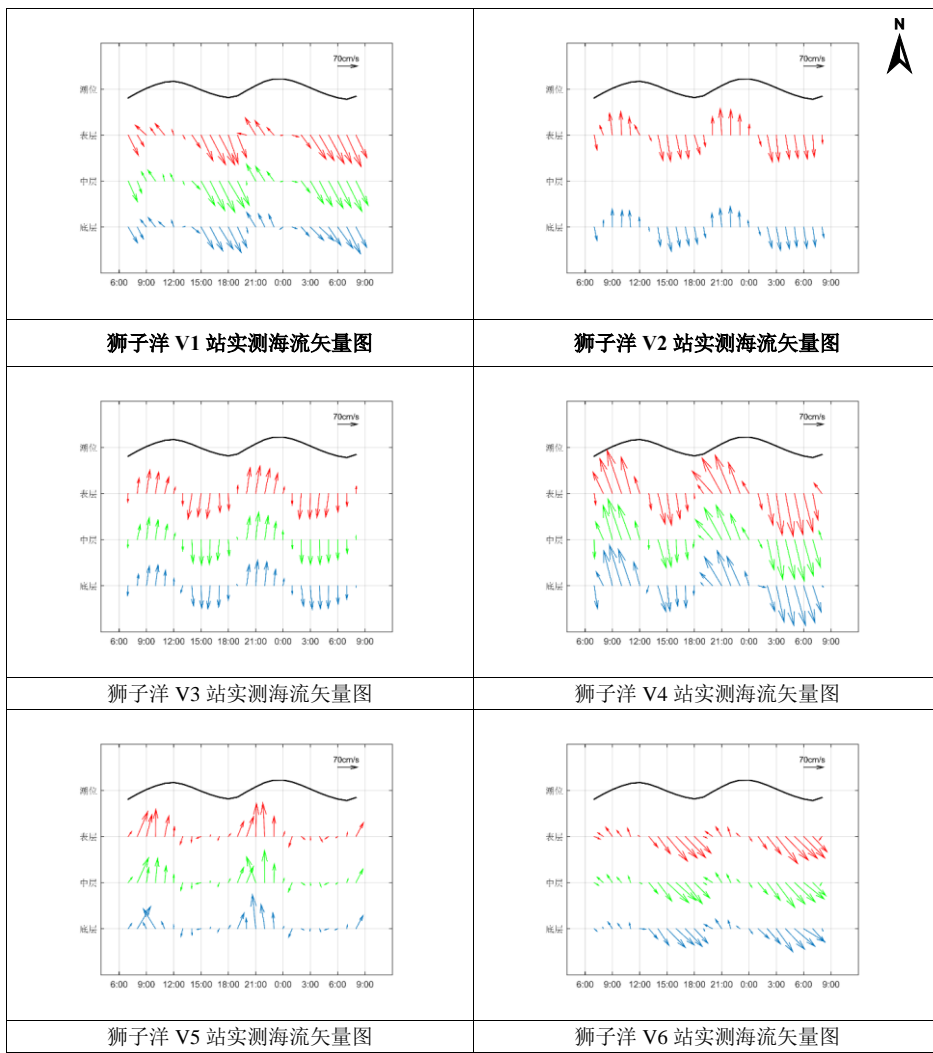 N
70cm/s
潮位
表层
中层
底层
6:00 9:00 12:00 15:00 18:00 21:00 0:00 3:00 6:00 9:00
70cm/s
潮位
表层
中层
底层
6:00 9:00 12:00 15:00 18:00 21:00 0:00 3:00 6:00 9:00
狮子洋 V1 站实测海流矢量图
狮子洋 V2 站实测海流矢量图
70cm/s
潮位
表层
中层
底层
6:00 9:00 12:00 15:00 18:00 21:00 0:00 3:00 6:00 9:00
70cm/s
潮位
表层
中层
底层
6:00 9:00 12:00 15:00 18:00 21:00 0:00 3:00 6:00 9:00
狮子洋 V3 站实测海流矢量图
狮子洋 V4 站实测海流矢量图
70cm/s
潮位
表层
中层
底层
6:00 9:00 12:00 15:00 18:00 21:00 0:00 3:00 6:00 9:00
70cm/s
潮位
表层
中层
底层
6:00 9:00 12:00 15:00 18:00 21:00 0:00 3:00 6:00 9:00
狮子洋 V5 站实测海流矢量图
狮子洋 V6 站实测海流矢量图